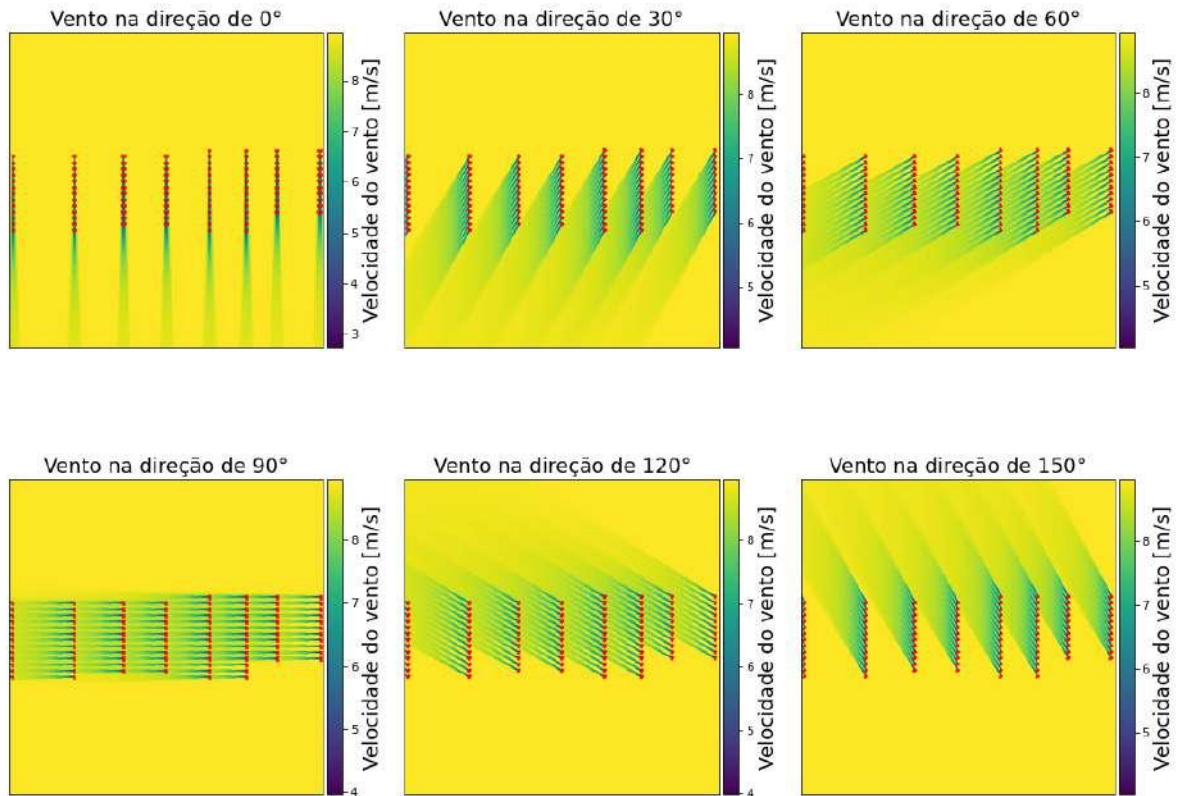 Vento na direção de 0°
Vento na direção de 30°
Vento na direção de 60°
8
7
6
5
4
3
Velocidade do vento [m/s]
8
7
6
5
Velocidade do vento [m/s]
8
7
6
5
Velocidade do vento [m/s]
Vento na direção de 90°
Vento na direção de 120°
Vento na direção de 150°
8
7
6
5
4
Velocidade do vento [m/s]
8
7
6
5
4
Velocidade do vento [m/s]
8
7
6
5
Velocidade do vento [m/s]